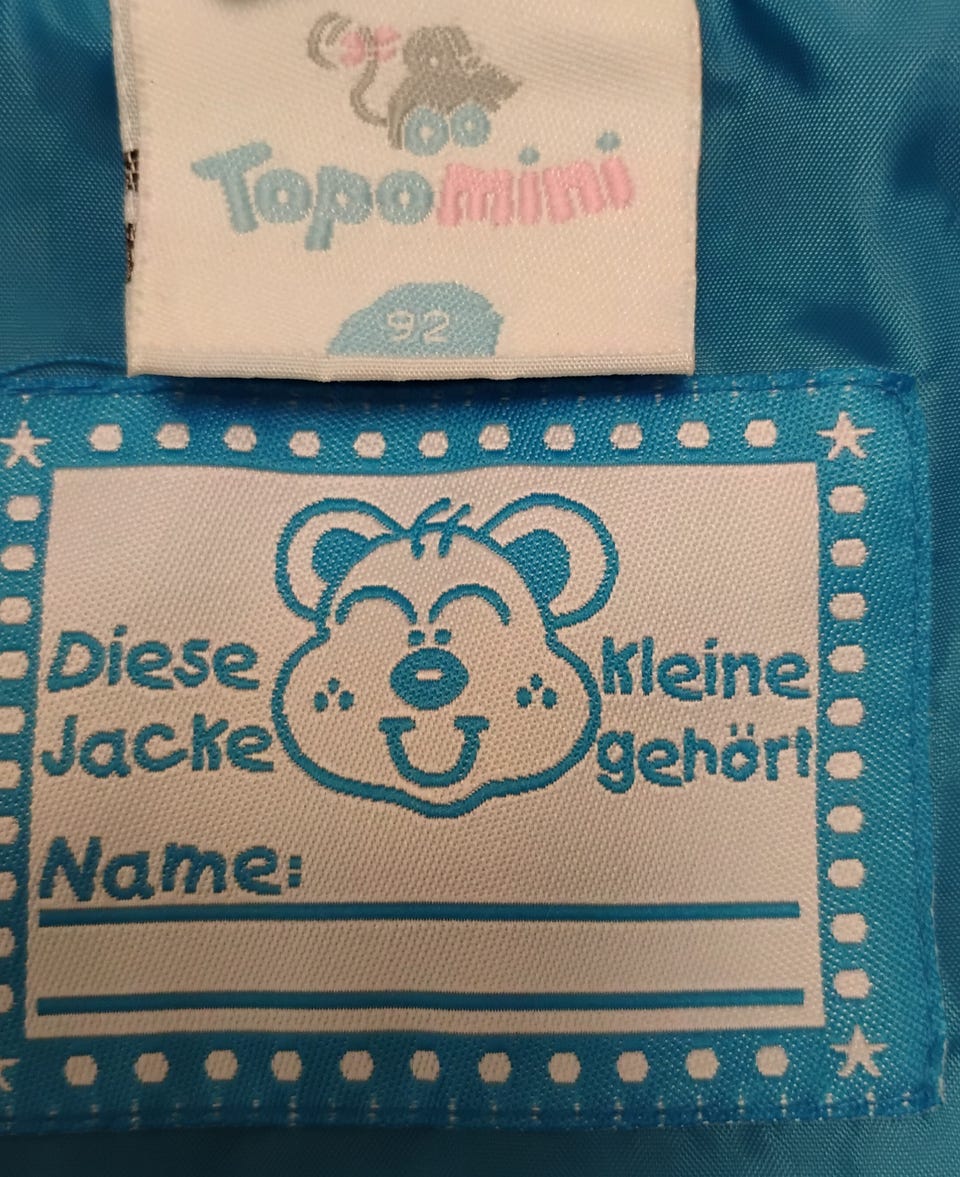 Topomini
92
Diese kleine
Jacke gehört
Name: